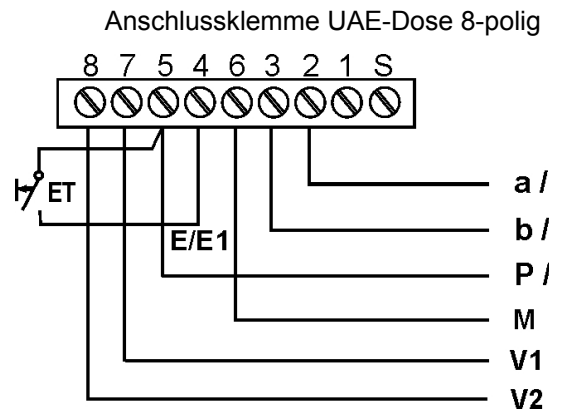 Anschlussklemme UAE-Dose 8-polig
8 7 5 4 6 3 2 1 S
ET
E/E1
a /
b /
P /
M
V1
V2